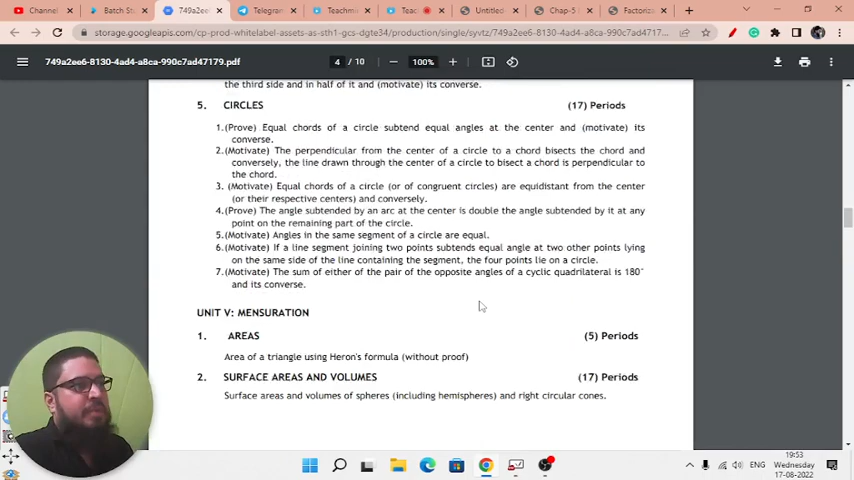 Channel
Batch Stu
749a2ee
Telegram
Teachmin
Teac
Untitled
Chap-5
Factoriz
storage.googleapis.com/cp-prod-whitelabel-assets-as-sth1-gcs-dgte34/production/single/syvtz/749a2ee6-8130-4ad4-a8ca-990c7ad47179.pdf
749a2ee6-8130-4ad4-a8ca-990c7ad47179.pdf
4 / 10
100%
the third side and in half of it and (motivate) its converse.
5. CIRCLES (17) Periods
1.(Prove) Equal chords of a circle subtend equal angles at the center and (motivate) its
converse.
2.(Motivate) The perpendicular from the center of a circle to a chord bisects the chord and
conversely, the line drawn through the center of a circle to bisect a chord is perpendicular to
the chord.
3. (Motivate) Equal chords of a circle (or of congruent circles) are equidistant from the center
(or their respective centers) and conversely.
4.(Prove) The angle subtended by an arc at the center is double the angle subtended by it at any
point on the remaining part of the circle.
5.(Motivate) Angles in the same segment of a circle are equal.
6.(Motivate) If a line segment joining two points subtends equal angle at two other points lying
on the same side of the line containing the segment, the four points lie on a circle.
7.(Motivate) The sum of either of the pair of the opposite angles of a cyclic quadrilateral is 180°
and its converse.
UNIT V: MENSURATION
1. AREAS (5) Periods
Area of a triangle using Heron's formula (without proof)
2. SURFACE AREAS AND VOLUMES (17) Periods
Surface areas and volumes of spheres (including hemispheres) and right circular cones.
ENG
19:53
Wednesday
17-08-2022